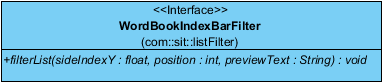 <<Interface>>
WordBookIndexBarFilter
(com::sit::listFilter)
+filterList(sideIndexY : float, position : int, previewText : String) : void